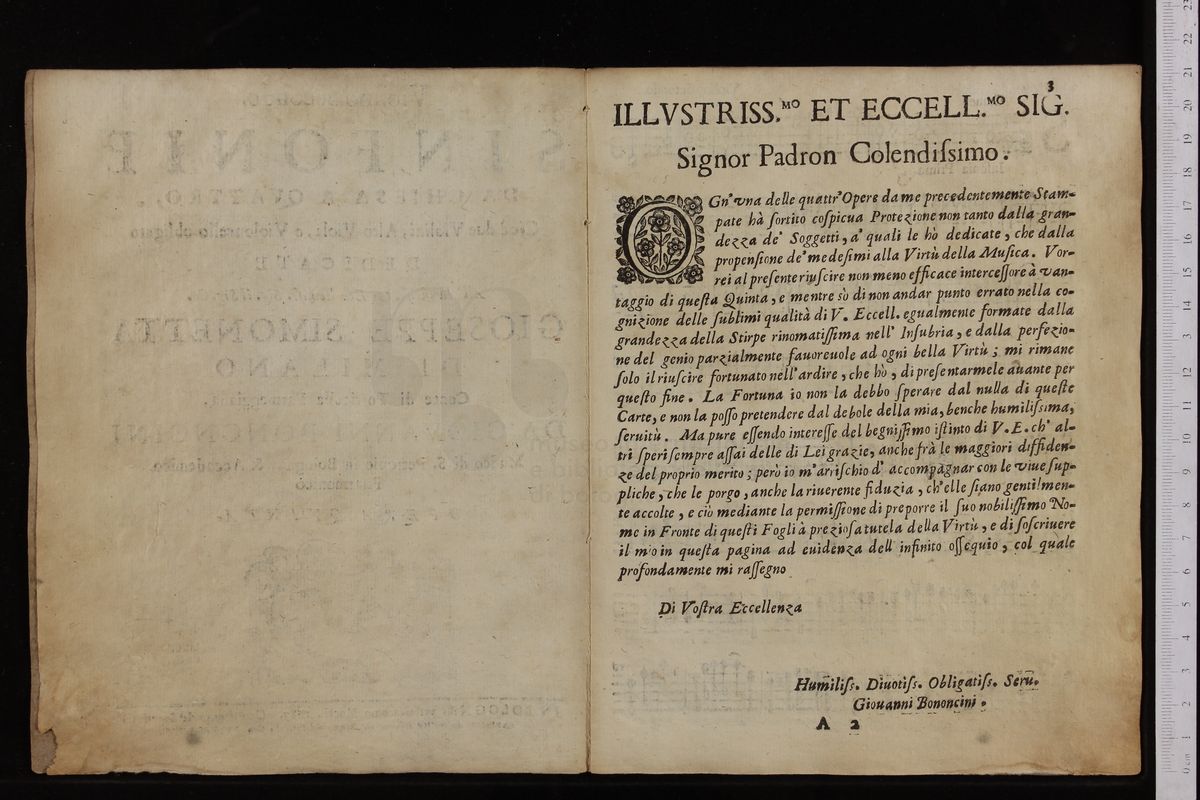 3
ILLVSTRISS.MO ET ECCELL.MO SIG.
Signor Padron Colendiſsimo.
OGn'vna delle quattr'Opere da me precedentemente Stam-
pate hà ſortito coſpicua Protezione non tanto dalla gran-
dezza de' Soggetti, a' quali le hò dedicate, che dalla
propenſione de' medeſimi alla Virtù della Muſica. Vor-
rei al preſente riuſcire non meno efficace interceſſore à van-
taggio di queſta Quinta, e mentre sò di non andar punto errato nella co-
gnizione delle ſublimi qualità di V. Eccell. egualmente formate dalla
grandezza della Stirpe rinomatiſſima nell' Inſubria, e dalla perfezio-
ne del genio parzialmente fauoreuole ad ogni bella Virtù; mi rimane
ſolo il riuſcire fortunato nell'ardire, che hò, di preſentarmele auante per
queſto fine. La Fortuna io non la debbo ſperare dal nulla di queſte
Carte, e non la poſſo pretendere dal debole della mia, benche humiliſsima,
ſeruitù. Ma pure eſſendo intereſſe del begniſſimo iſtinto di V. E. ch' al-
tri ſperi ſempre aſſai delle di Lei grazie, anche frà le maggiori diffiden-
ze del proprio merito; però io m'arriſchio d' accompagnar con le viue ſup-
pliche, che le porgo, anche la riuerente fiduzia, ch'elle ſiano gentilmen-
te accolte, e ciò mediante la permiſſione di preporre il ſuo nobiliſſimo No-
me in Fronte di queſti Fogli à prezioſa tutela della Virtù, e di ſoſcriuere
il m'o in queſta pagina ad euidenza dell infinito oſſequio, col quale
profondamente mi raſſegno
Di Voſtra Eccellenza
Humiliſs. Diuotiſs. Obligatiſs. Seru.
Giouanni Bononcini.
A 2